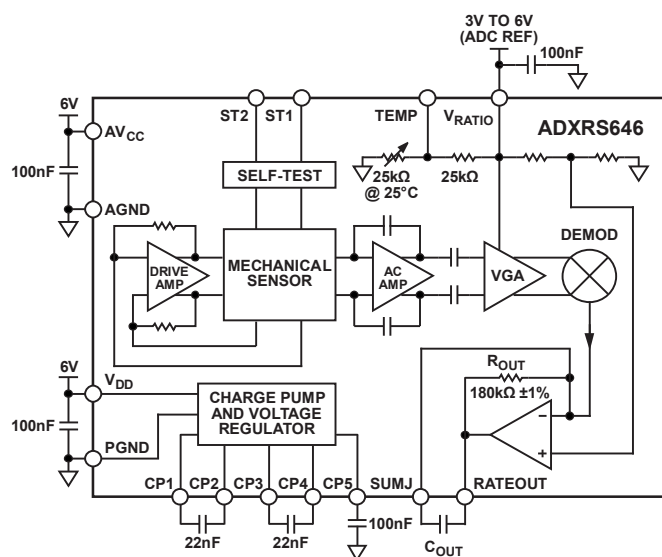 3V TO 6V
(ADC REF)
100nF
6V
AVCC
ST2
ST1
TEMP
VRATIO
ADXRS646
100nF
25kΩ
@ 25°C
25kΩ
SELF-TEST
AGND
DRIVE
AMP
MECHANICAL
SENSOR
AC
AMP
VGA
DEMOD
6V
VDD
ROUT
180kΩ ±1%
100nF
CHARGE PUMP
AND VOLTAGE
REGULATOR
PGND
−
+
CP1
CP2
CP3
CP4
CP5
SUMJ
RATEOUT
22nF
22nF
100nF
COUT